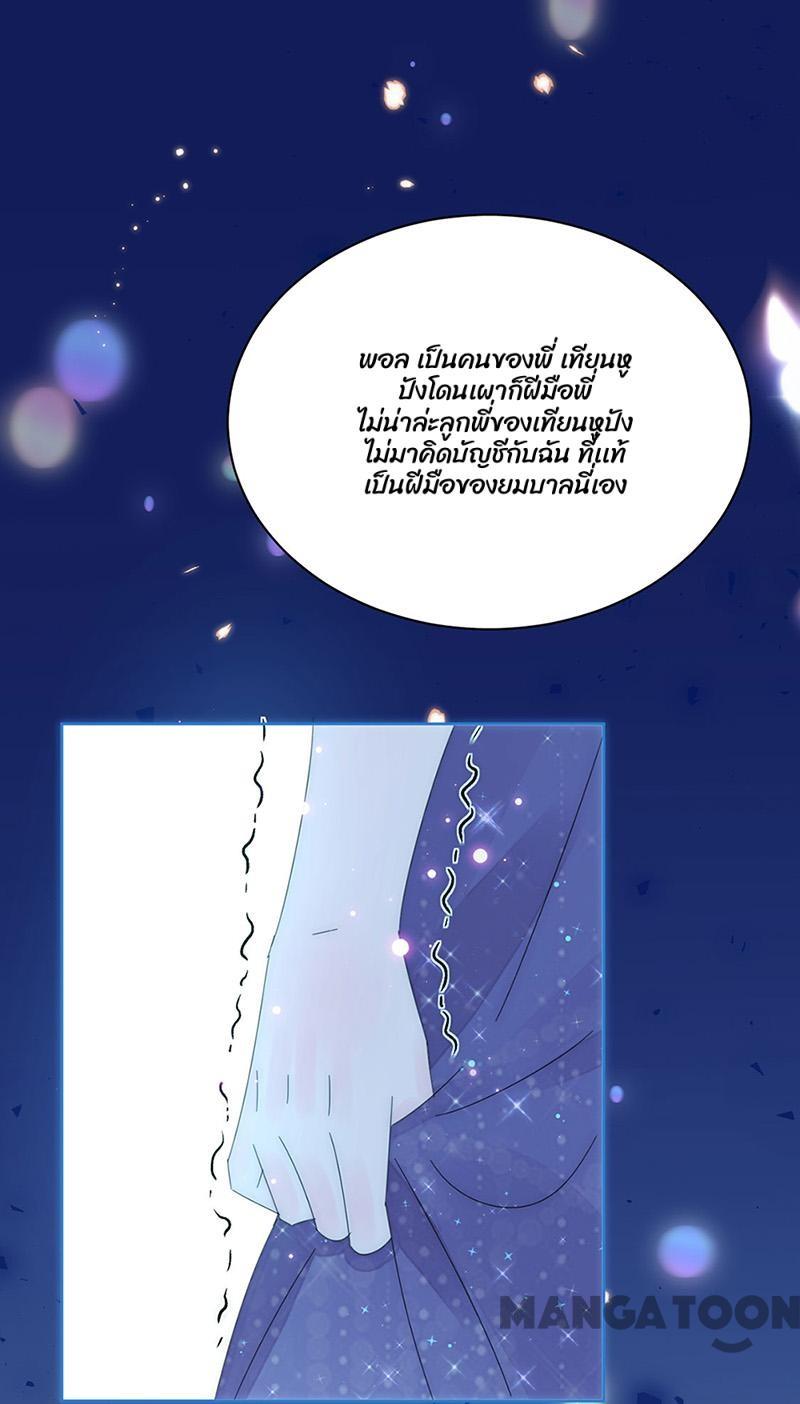 พอล เป็นคนของพี่ เทียนหู
ปังโดนเผาก็ฝีมือพี่
ไม่น่าล่ะลูกพี่ของเทียนหูปัง
ไม่มาคิดบัญชีกับฉัน ที่แท้
เป็นฝีมือของยมบาลนี่เอง
MANGATOON